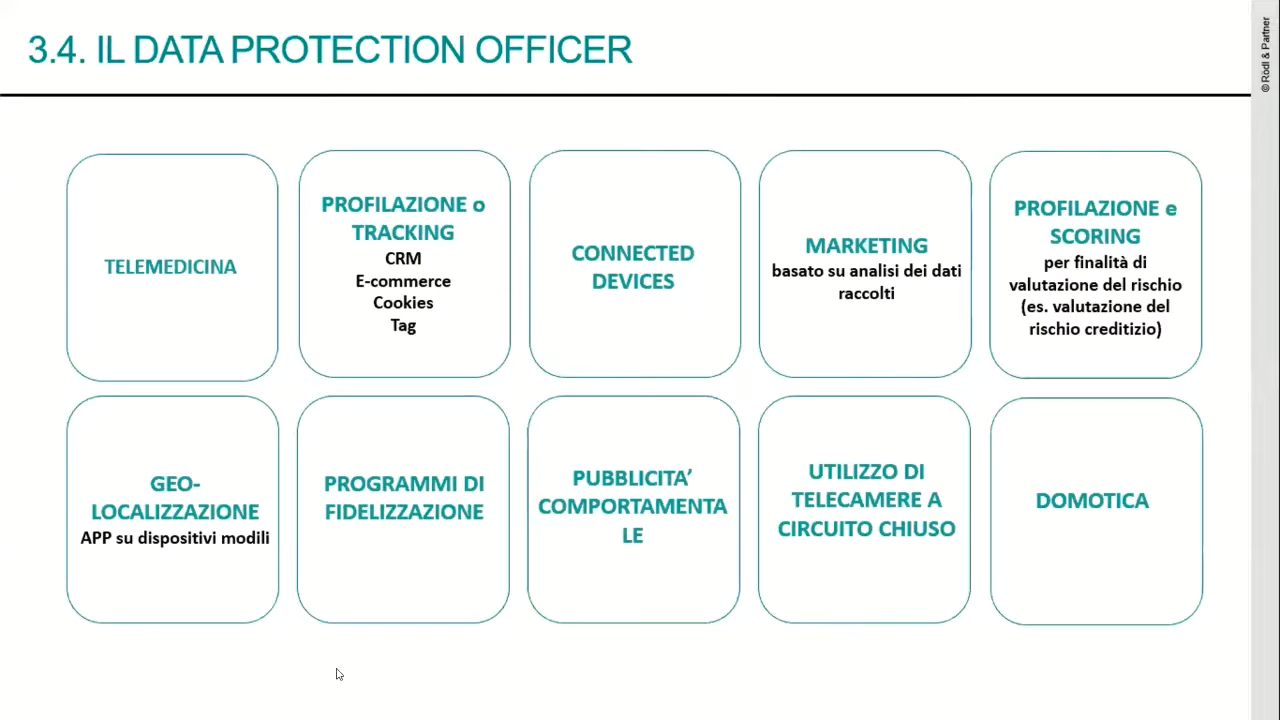 3.4. IL DATA PROTECTION OFFICER
© Rödl & Partner
TELEMEDICINA
PROFILAZIONE o
TRACKING
CRM
E-commerce
Cookies
Tag
CONNECTED
DEVICES
MARKETING
basato su analisi dei dati
raccolti
PROFILAZIONE e
SCORING
per finalità di
valutazione del rischio
(es. valutazione del
rischio creditizio)
GEO-
LOCALIZZAZIONE
APP su dispositivi modili
PROGRAMMI DI
FIDELIZZAZIONE
PUBBLICITA’
COMPORTAMENTA
LE
UTILIZZO DI
TELECAMERE A
CIRCUITO CHIUSO
DOMOTICA